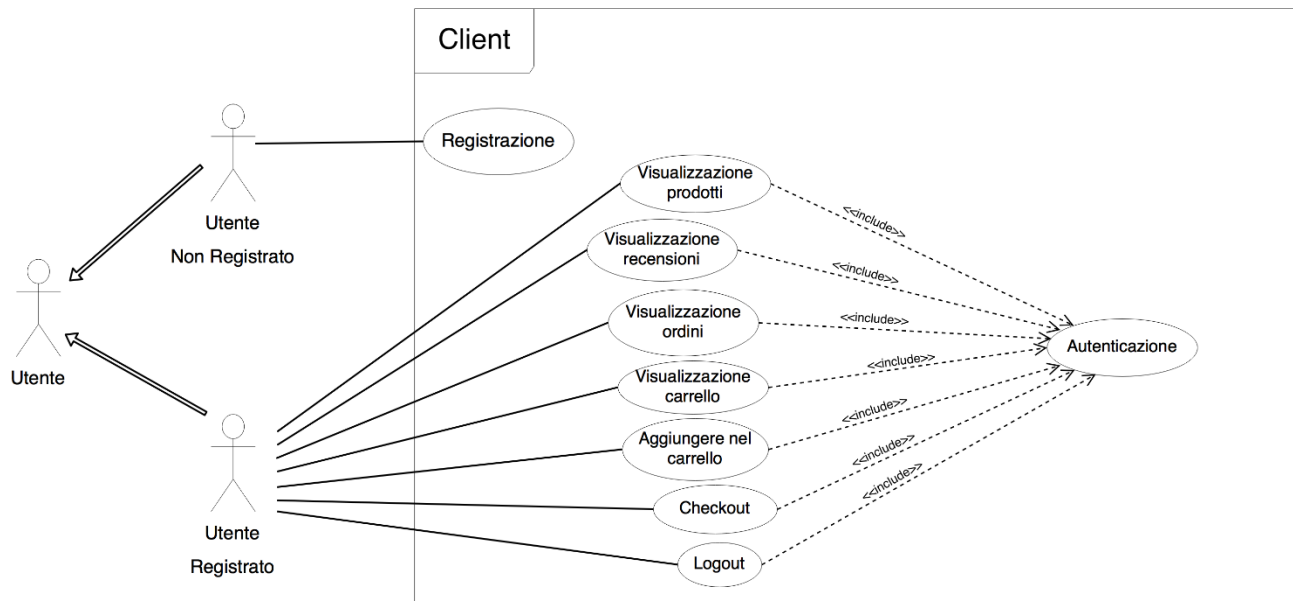 Client
Registrazione
Utente
Non Registrato
Utente
Utente
Registrato
Visualizzazione
prodotti
Visualizzazione
recensioni
Visualizzazione
ordini
Visualizzazione
carrello
Aggiungere nel
carrello
Checkout
Logout
<<include>>
<<include>>
<<include>>
<<include>>
<<include>>
<<include>>
<<include>>
Autenticazione